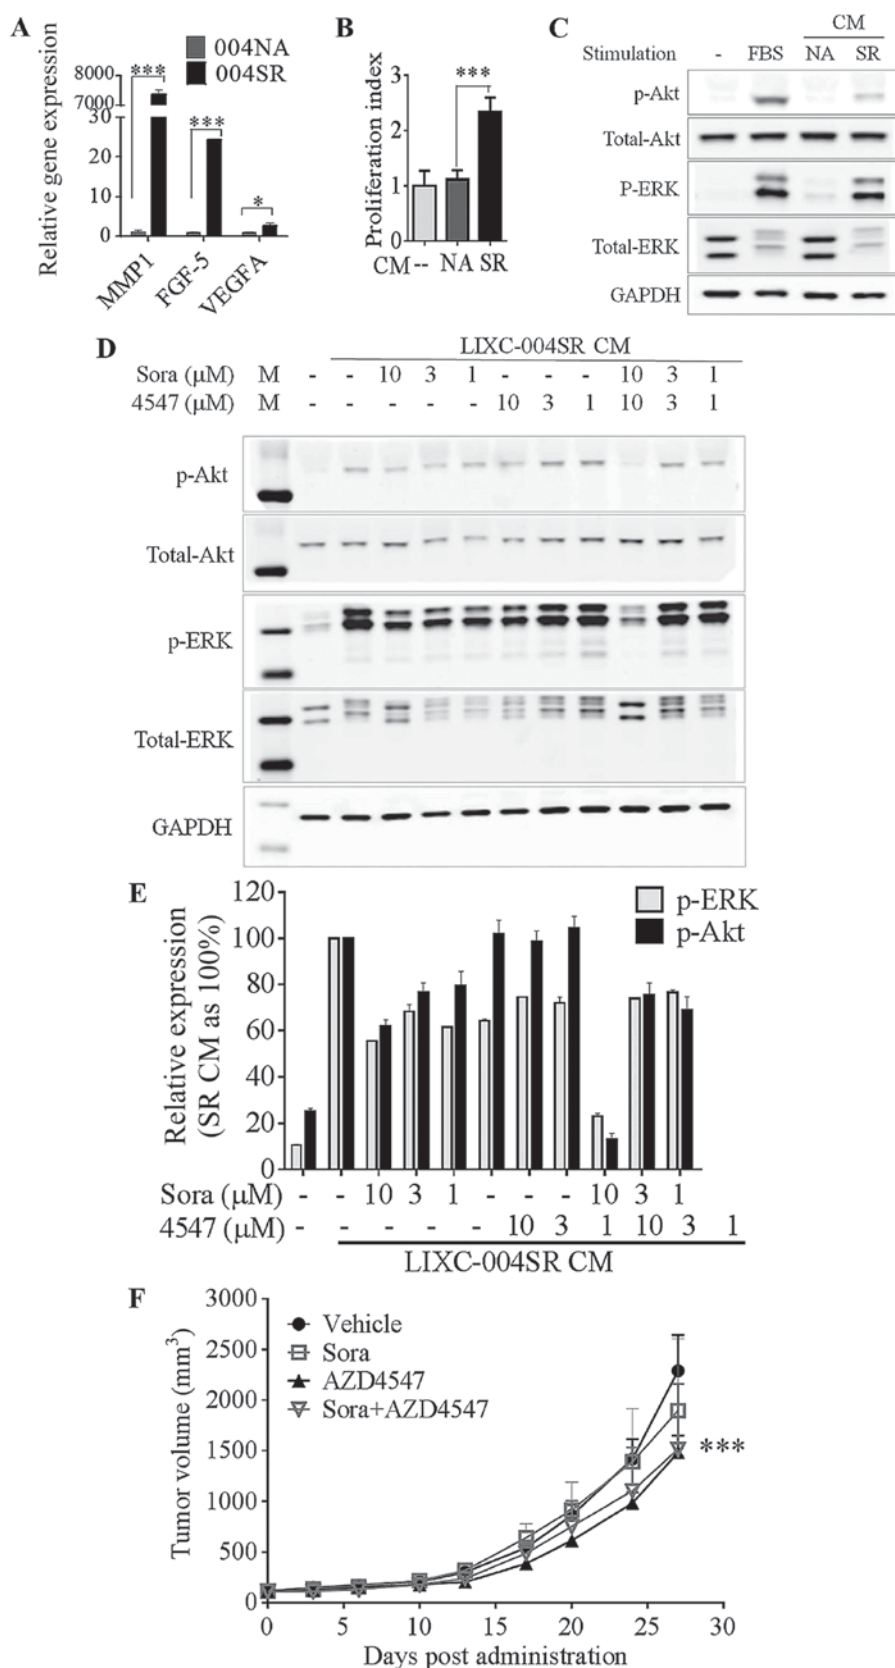 A
Relative gene expression
004NA
004SR
8000
7000
30
20
10
0
***
***
*
MMP1
FGF-5
VEGFA
B
Proliferation index
3
2
1
0
***
CM -- NA SR
C
CM
Stimulation - FBS NA SR
p-Akt
Total-Akt
P-ERK
Total-ERK
GAPDH
D
LIXC-004SR CM
Sora (μM) M - - 10 3 1 - - - 10 3 1
4547 (μM) M - - - - - 10 3 1 10 3 1
p-Akt
Total-Akt
p-ERK
Total-ERK
GAPDH
E
Relative expression
(SR CM as 100%)
120
100
80
60
40
20
0
p-ERK
p-Akt
Sora (μM) - - 10 3 1 - - - 10 3 1
4547 (μM) - - - - - 10 3 1 10 3 1
LIXC-004SR CM
F
Tumor volume (mm3)
3000
2500
2000
1500
1000
500
0
Vehicle
Sora
AZD4547
Sora+AZD4547
***
0 5 10 15 20 25 30
Days post administration